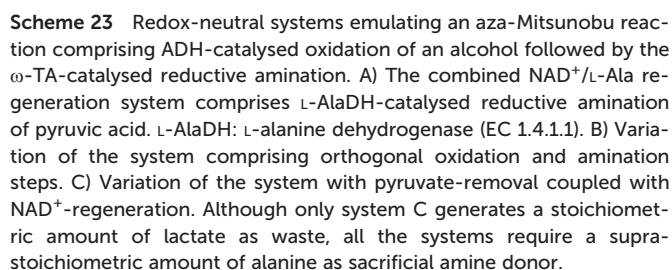 Scheme 23 Redox-neutral systems emulating an aza-Mitsunobu reac-
tion comprising ADH-catalysed oxidation of an alcohol followed by the
ω-TA-catalysed reductive amination. A) The combined NAD⁺/L-Ala re-
generation system comprises L-AlaDH-catalysed reductive amination
of pyruvic acid. L-AlaDH: L-alanine dehydrogenase (EC 1.4.1.1). B) Varia-
tion of the system comprising orthogonal oxidation and amination
steps. C) Variation of the system with pyruvate-removal coupled with
NAD⁺-regeneration. Although only system C generates a stoichiomet-
ric amount of lactate as waste, all the systems require a supra-
stoichiometric amount of alanine as sacrificial amine donor.